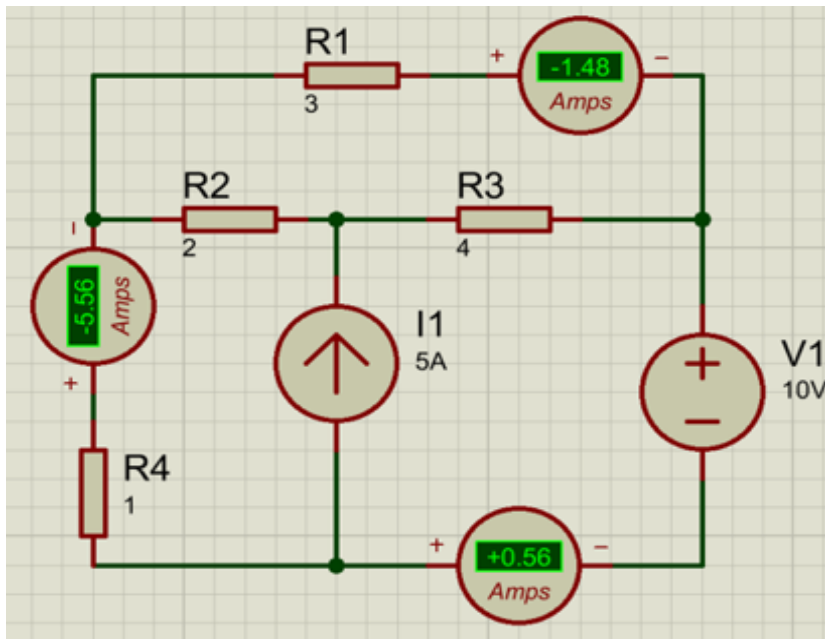 R1
3
+
-1.48
Amps
−
R2
2
R3
4
−
-5.56
Amps
+
I1
5A
V1
10V
+
−
R4
1
+
+0.56
Amps
−